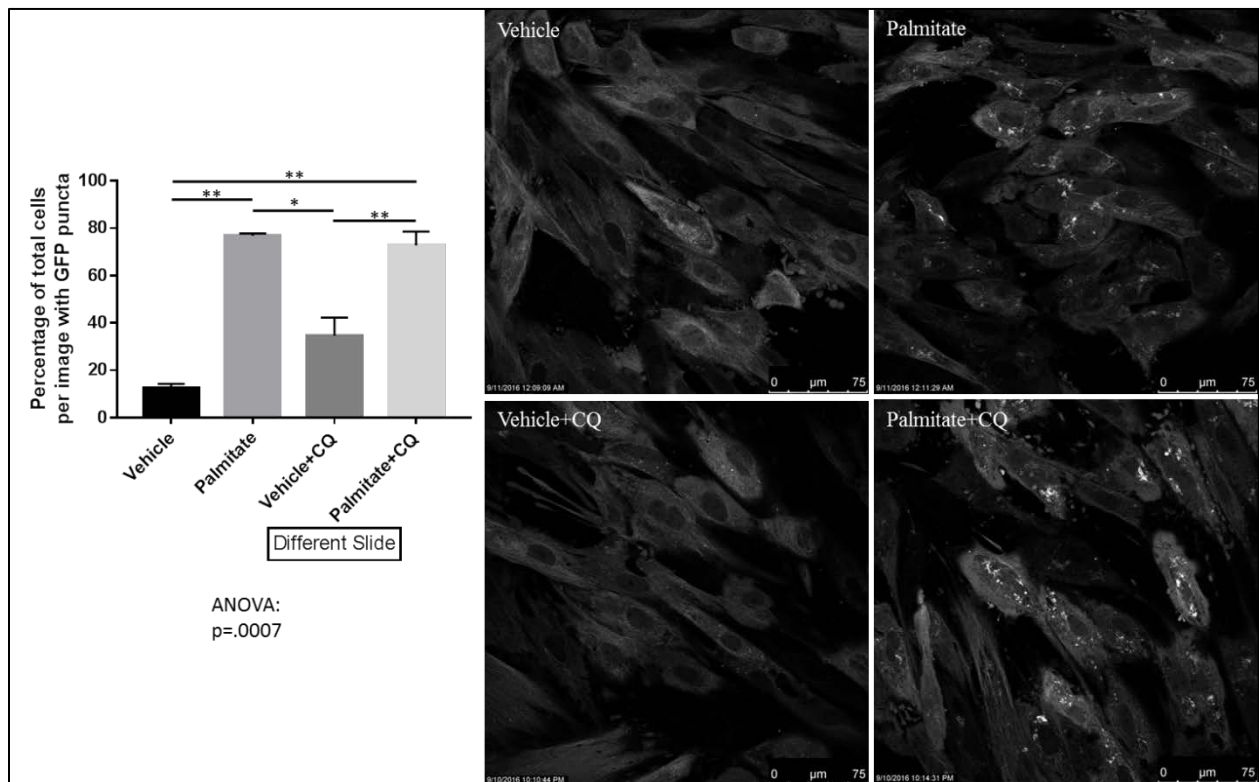 Percentage of total cells
per image with GFP puncta
100
80
60
40
20
0
**
**
*
**
Vehicle
Palmitate
Vehicle+CQ
Palmitate+CQ
Different Slide
ANOVA:
p=.0007
Vehicle
9/11/2016 12:09:09 AM
0 µm 75
Palmitate
9/11/2016 12:11:29 AM
0 µm 75
Vehicle+CQ
9/10/2016 10:10:44 PM
0 µm 75
Palmitate+CQ
9/10/2016 10:14:31 PM
0 µm 75